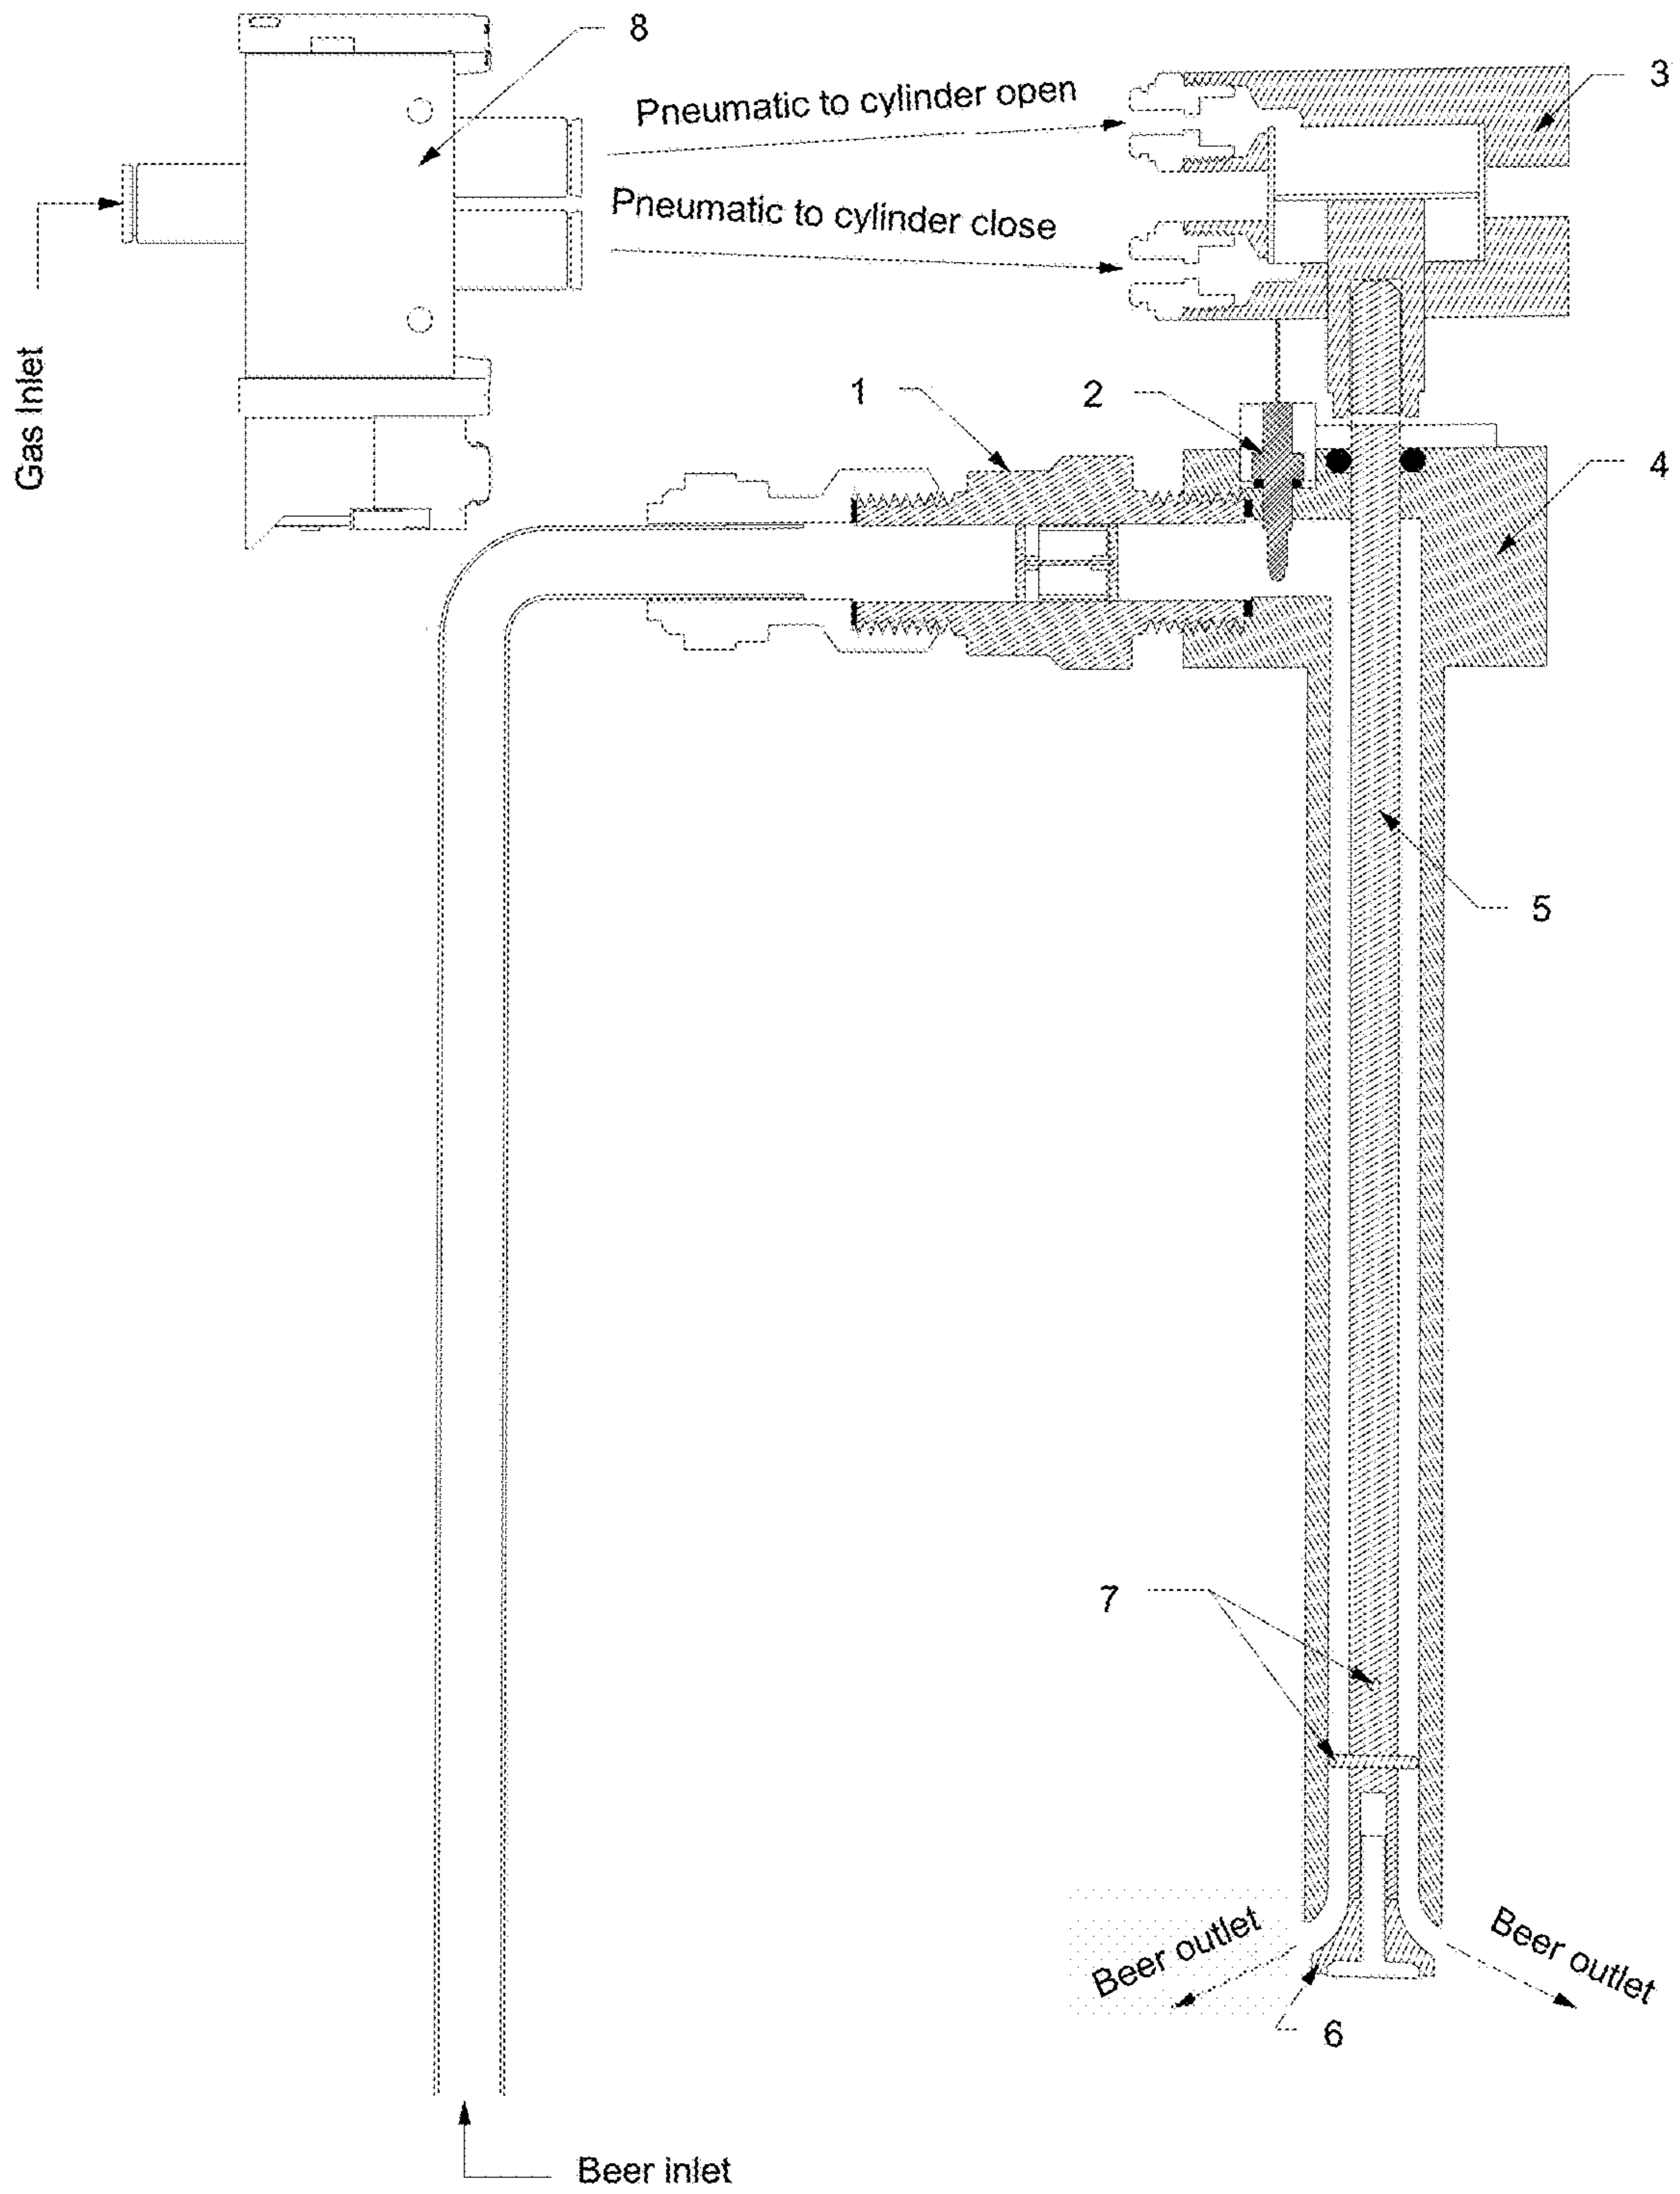 8
3
Pneumatic to cylinder open
Pneumatic to cylinder close
Gas Inlet
1
2
4
5
7
Beer outlet
Beer outlet
6
Beer inlet